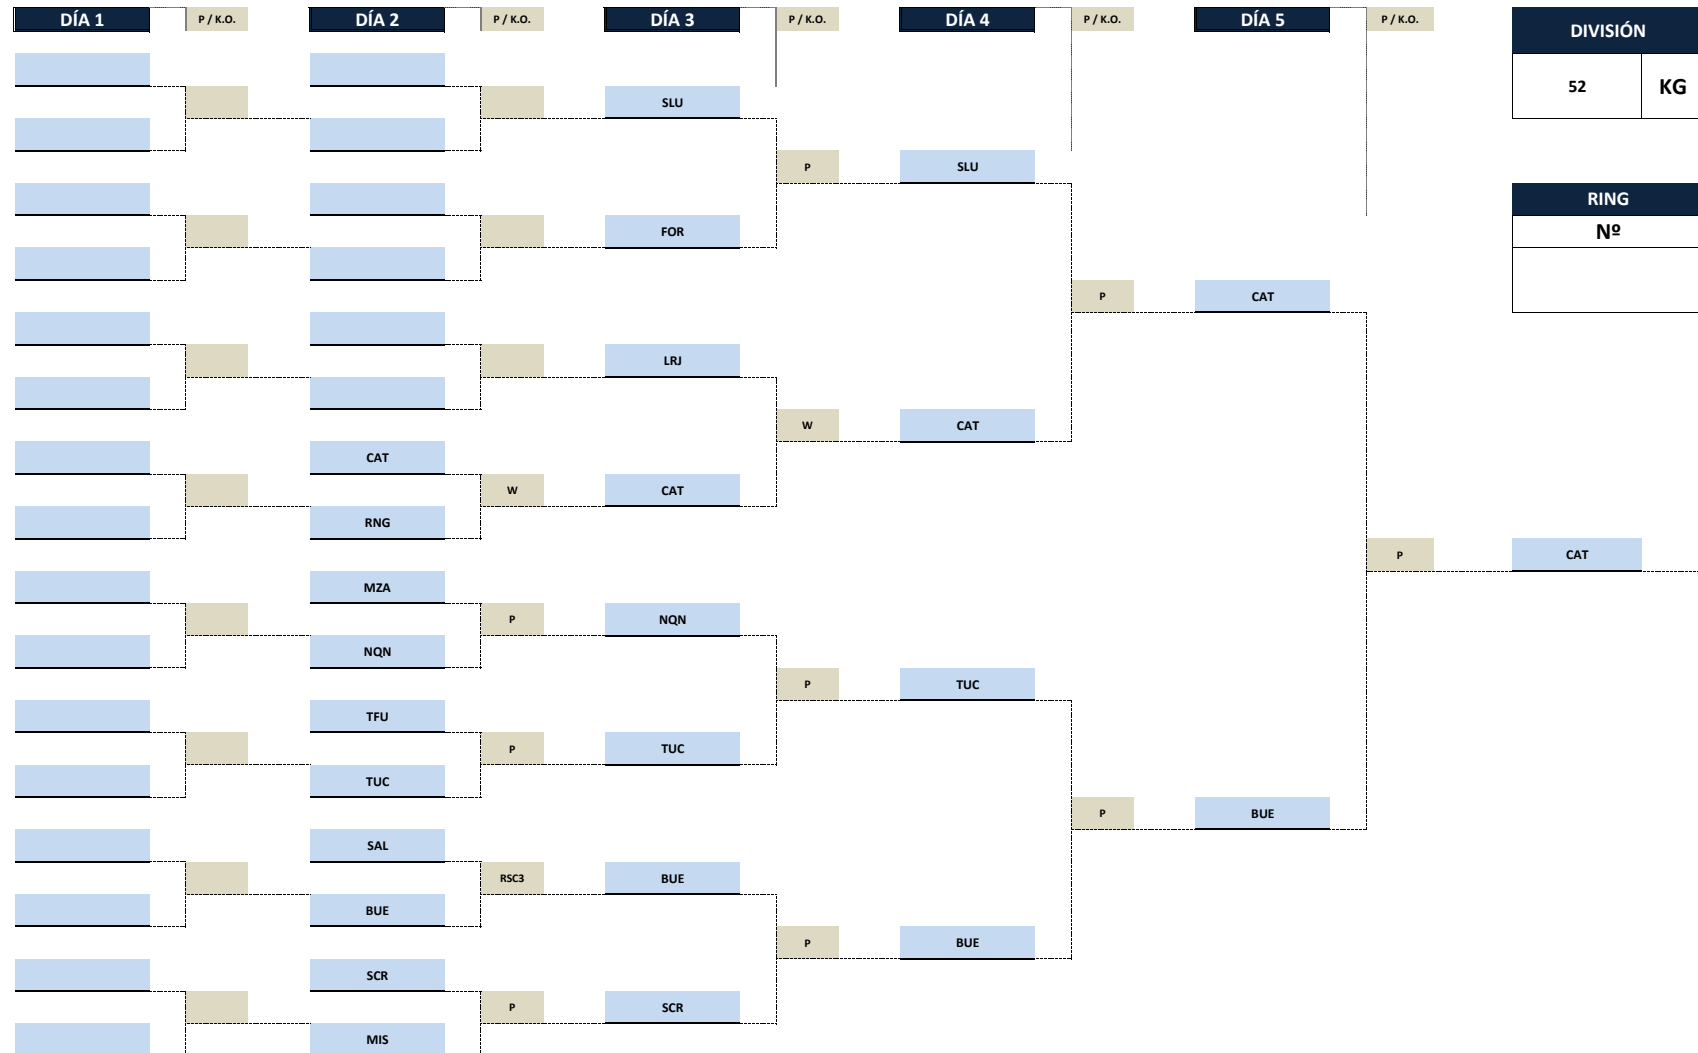 DÍA 1 P / K.O. DÍA 2 P / K.O. DÍA 3 P / K.O. DÍA 4 P / K.O. DÍA 5 P / K.O. DIVISIÓN
52 KG
SLU
P SLU
RING
FOR
Nº
P CAT
LRJ
W CAT
CAT
W CAT
RNG
P CAT
MZA
P NQN
NQN
P TUC
TFU
P TUC
TUC
P BUE
SAL
RSC3 BUE
BUE
P BUE
SCR
P SCR
MIS